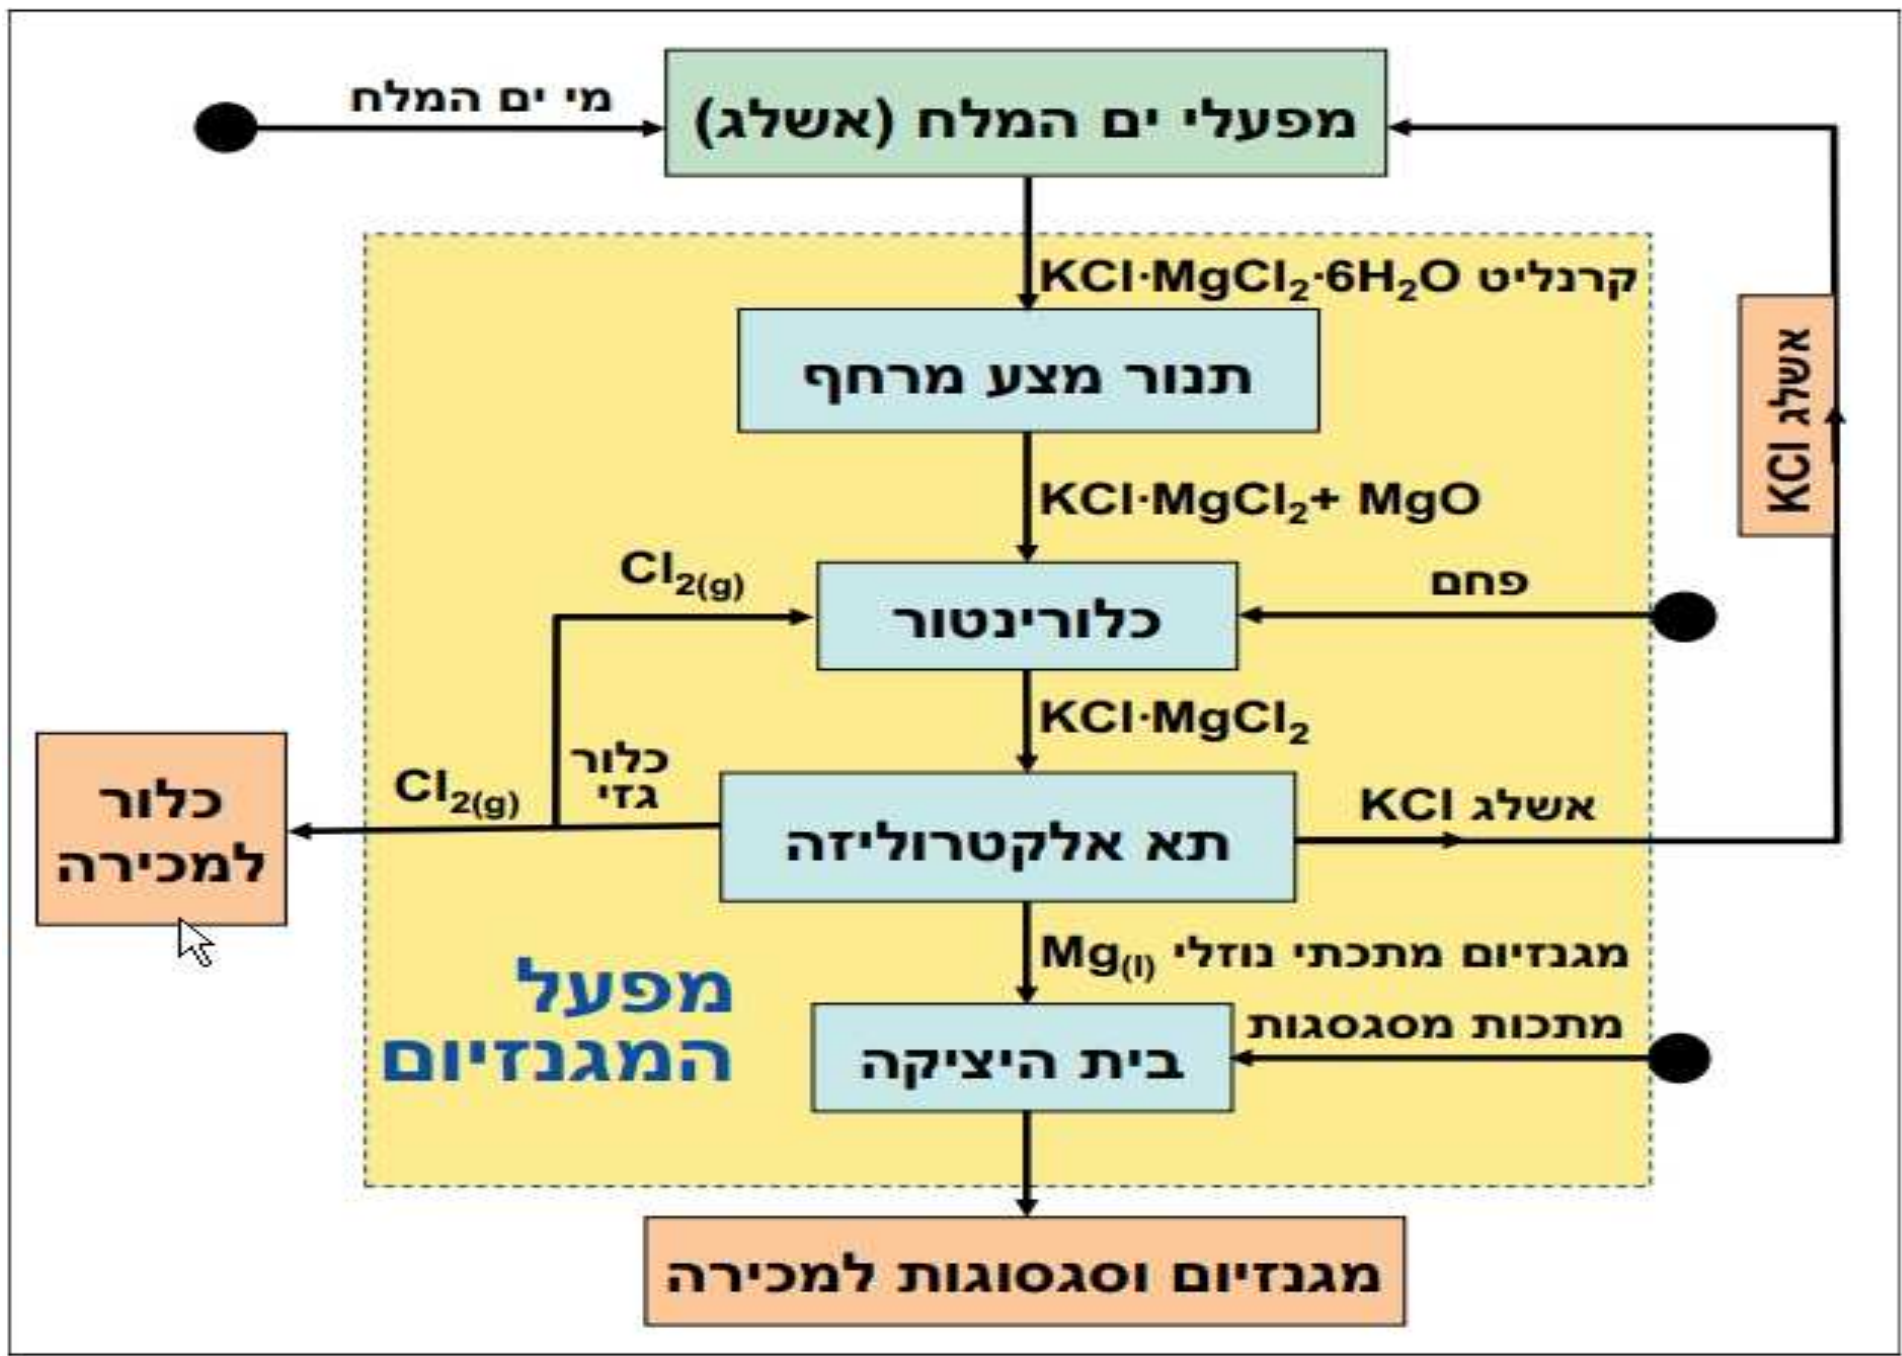 מי ים המלח
מפעלי ים המלח (אשלג)
קרנליט KCl·MgCl₂·6H₂O
תנור מצע מרחף
אשלג KCl
KCl·MgCl₂+ MgO
Cl₂(g)
פחם
כלורינטור
KCl·MgCl₂
כלור
גזי
Cl₂(g)
כלור
למכירה
תא אלקטרוליזה
אשלג KCl
מגנזיום מתכתי נוזלי Mg(l)
מפעל
המגנזיום
מתכות מסגסגות
בית היציקה
מגנזיום וסגסוגות למכירה